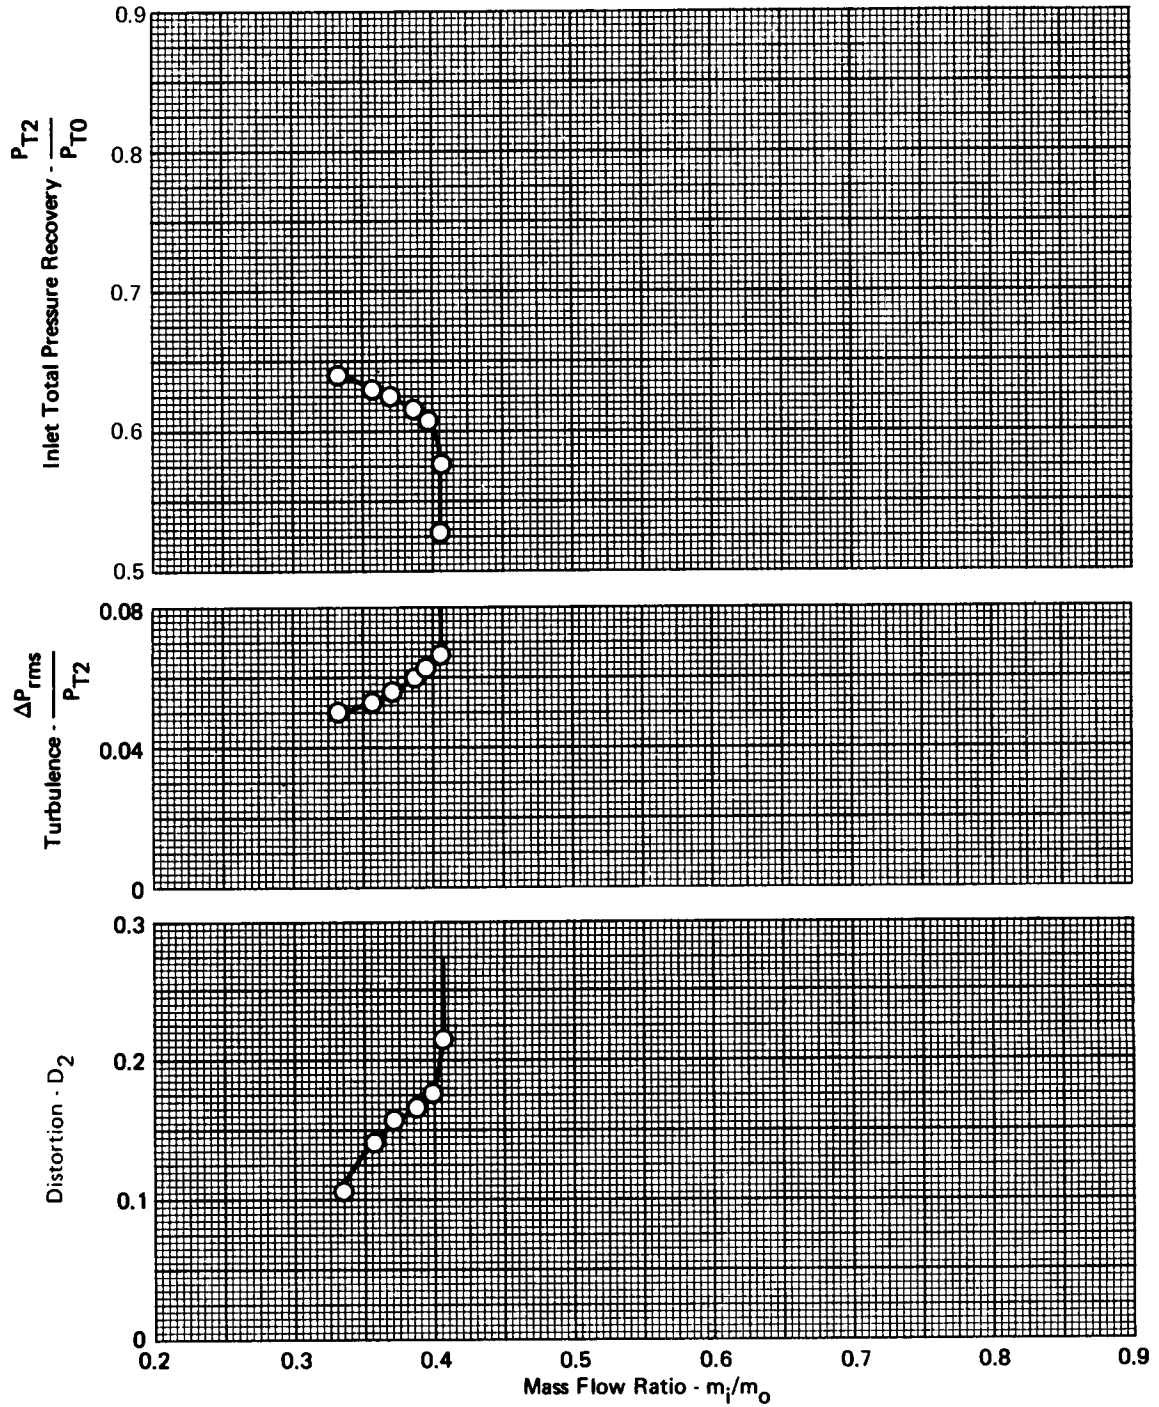 0.9
0.8
0.7
0.6
0.5
Inlet Total Pressure Recovery - P_T2 / P_T0
0.08
0.04
0
Turbulence - ΔP_rms / P_T2
0.3
0.2
0.1
0
Distortion - D_2
0.2 0.3 0.4 0.5 0.6 0.7 0.8 0.9
Mass Flow Ratio - m_i/m_o